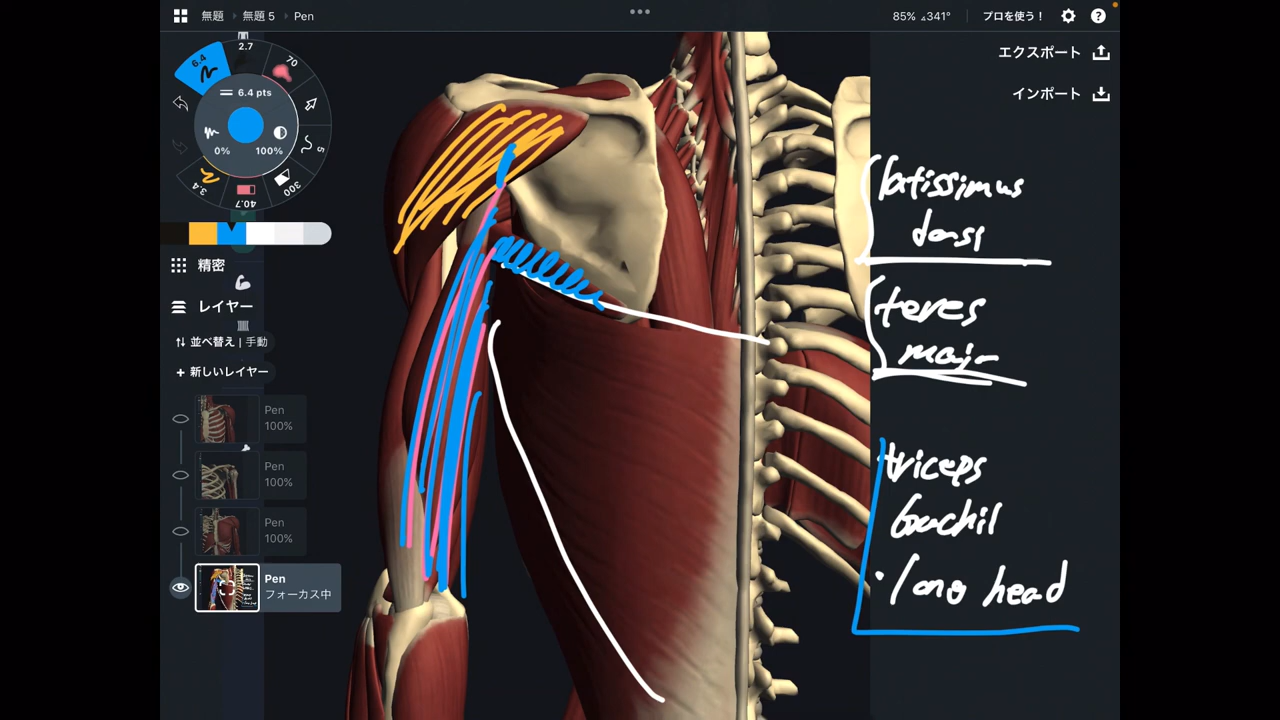 無題 > 無題 5 > Pen
85% ⊿341°
プロを使う！
エクスポート
インポート
2.7
6.4
70
6.4 pts
5
0%
100%
3.4
40.7
300
精密
レイヤー
並べ替え | 手動
+ 新しいレイヤー
Pen
100%
Pen
100%
Pen
100%
Pen
フォーカス中
latissimus
dorsi
teres
major
triceps
brachii
・long head